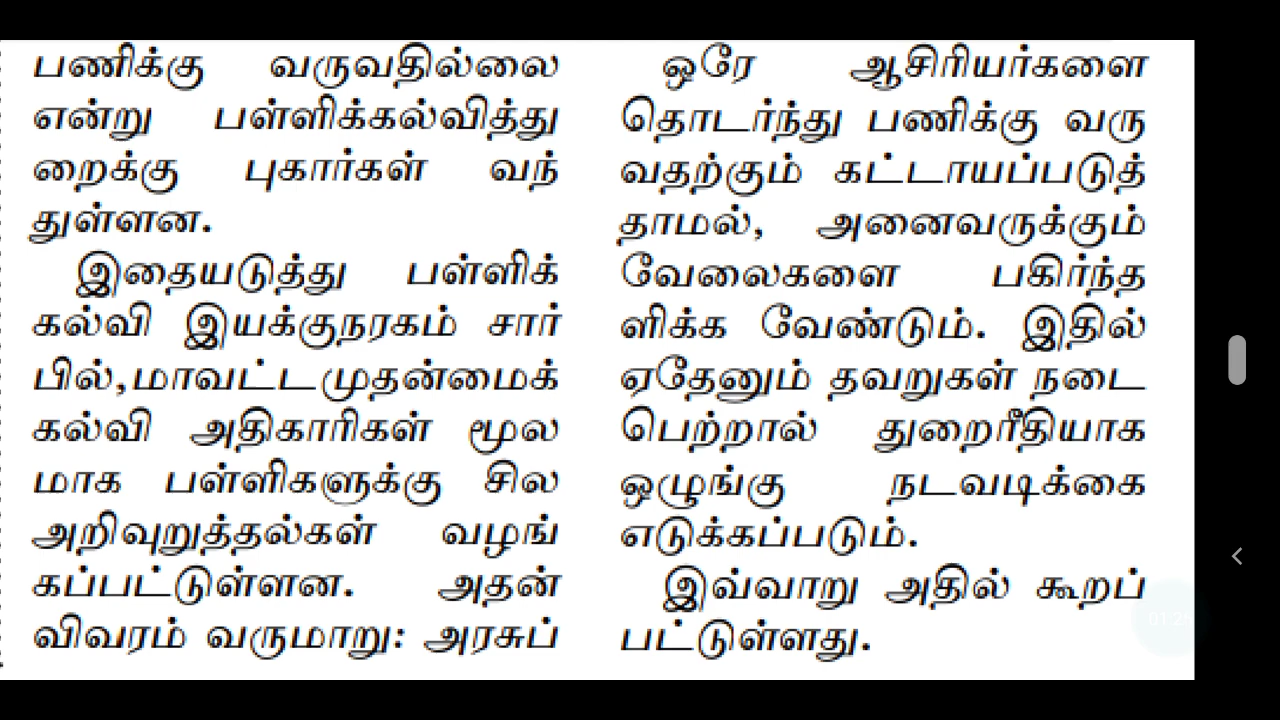 பணிக்கு வருவதில்லை
என்று பள்ளிக்கல்வித்து
றைக்கு புகார்கள் வந்
துள்ளன.
இதையடுத்து பள்ளிக்
கல்வி இயக்குநரகம் சார்
பில்,மாவட்டமுதன்மைக்
கல்வி அதிகாரிகள் மூல
மாக பள்ளிகளுக்கு சில
அறிவுறுத்தல்கள் வழங்
கப்பட்டுள்ளன. அதன்
விவரம் வருமாறு: அரசுப்
ஒரே ஆசிரியர்களை
தொடர்ந்து பணிக்கு வரு
வதற்கும் கட்டாயப்படுத்
தாமல், அனைவருக்கும்
வேலைகளை பகிர்ந்த
ளிக்க வேண்டும். இதில்
ஏதேனும் தவறுகள் நடை
பெற்றால் துறைரீதியாக
ஒழுங்கு நடவடிக்கை
எடுக்கப்படும்.
இவ்வாறு அதில் கூறப்
பட்டுள்ளது.